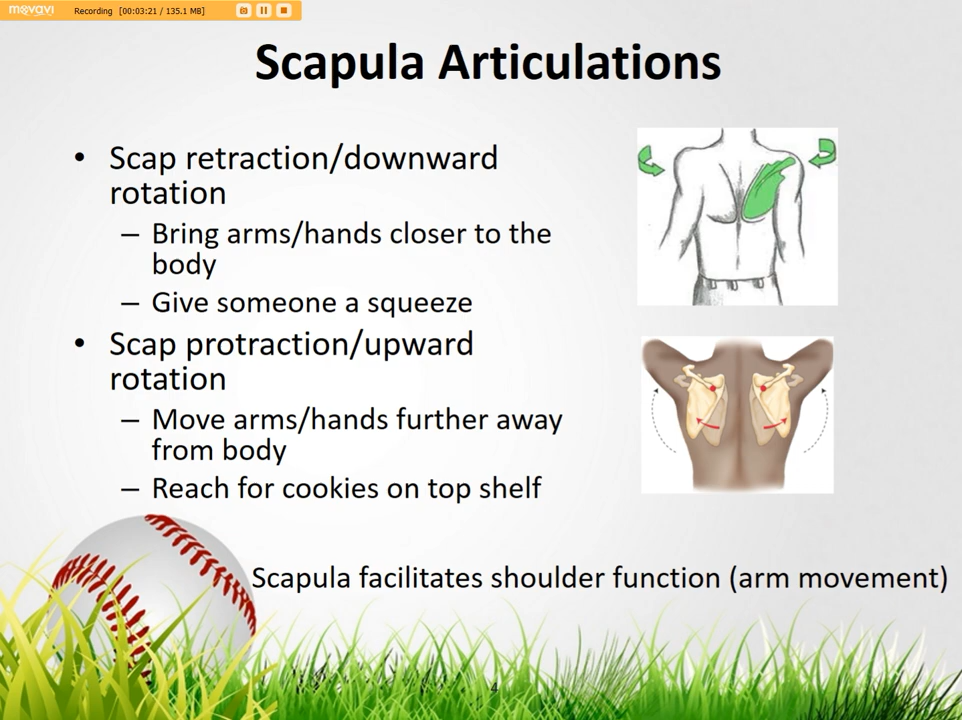 movavi Recording [00:03:21 / 135.1 MB]
Scapula Articulations
• Scap retraction/downward
rotation
– Bring arms/hands closer to the
body
– Give someone a squeeze
• Scap protraction/upward
rotation
– Move arms/hands further away
from body
– Reach for cookies on top shelf
Scapula facilitates shoulder function (arm movement)
4